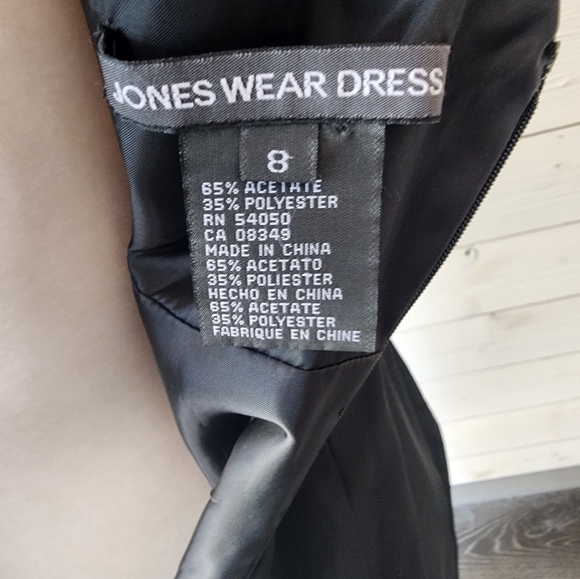 JONES WEAR DRESS
8
65% ACETATE
35% POLYESTER
RN 54050
CA 08349
MADE IN CHINA
65% ACETATO
35% POLIESTER
HECHO EN CHINA
65% ACETATE
35% POLYESTER
FABRIQUE EN CHINE